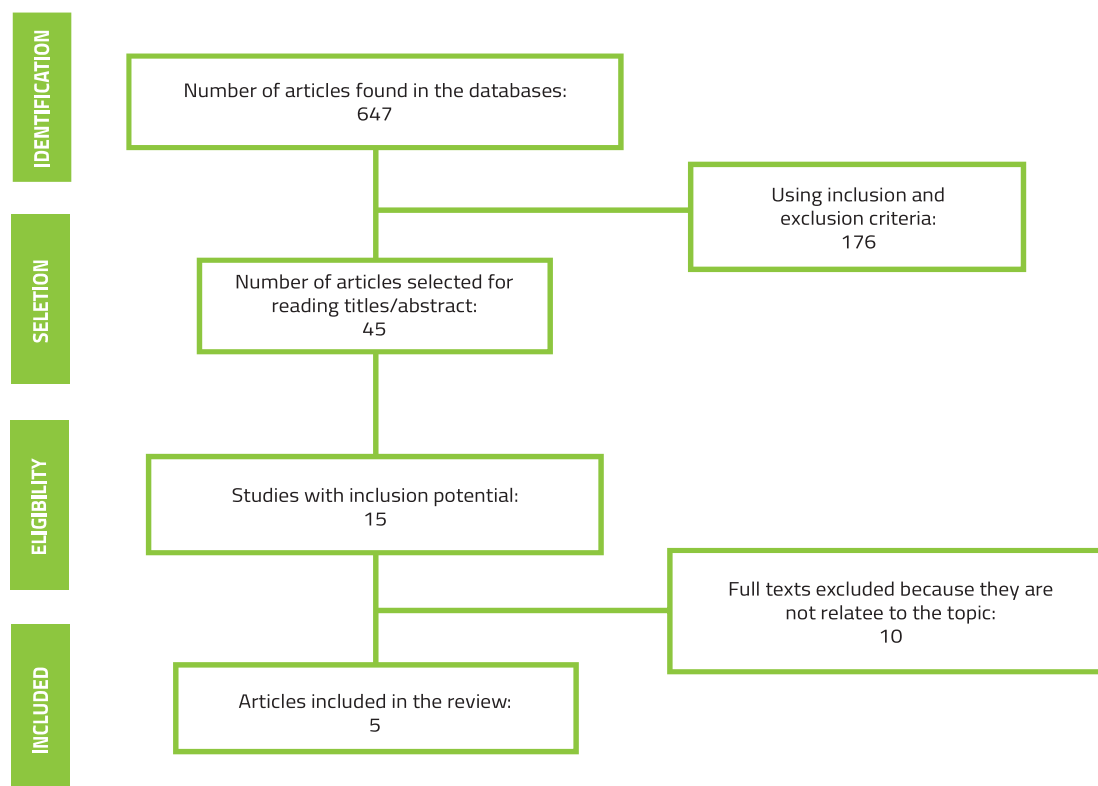 IDENTIFICATION
Number of articles found in the databases:
647
Using inclusion and
exclusion criteria:
176
SELETION
Number of articles selected for
reading titles/abstract:
45
ELIGIBILITY
Studies with inclusion potential:
15
Full texts excluded because they are
not relatee to the topic:
10
INCLUDED
Articles included in the review:
5